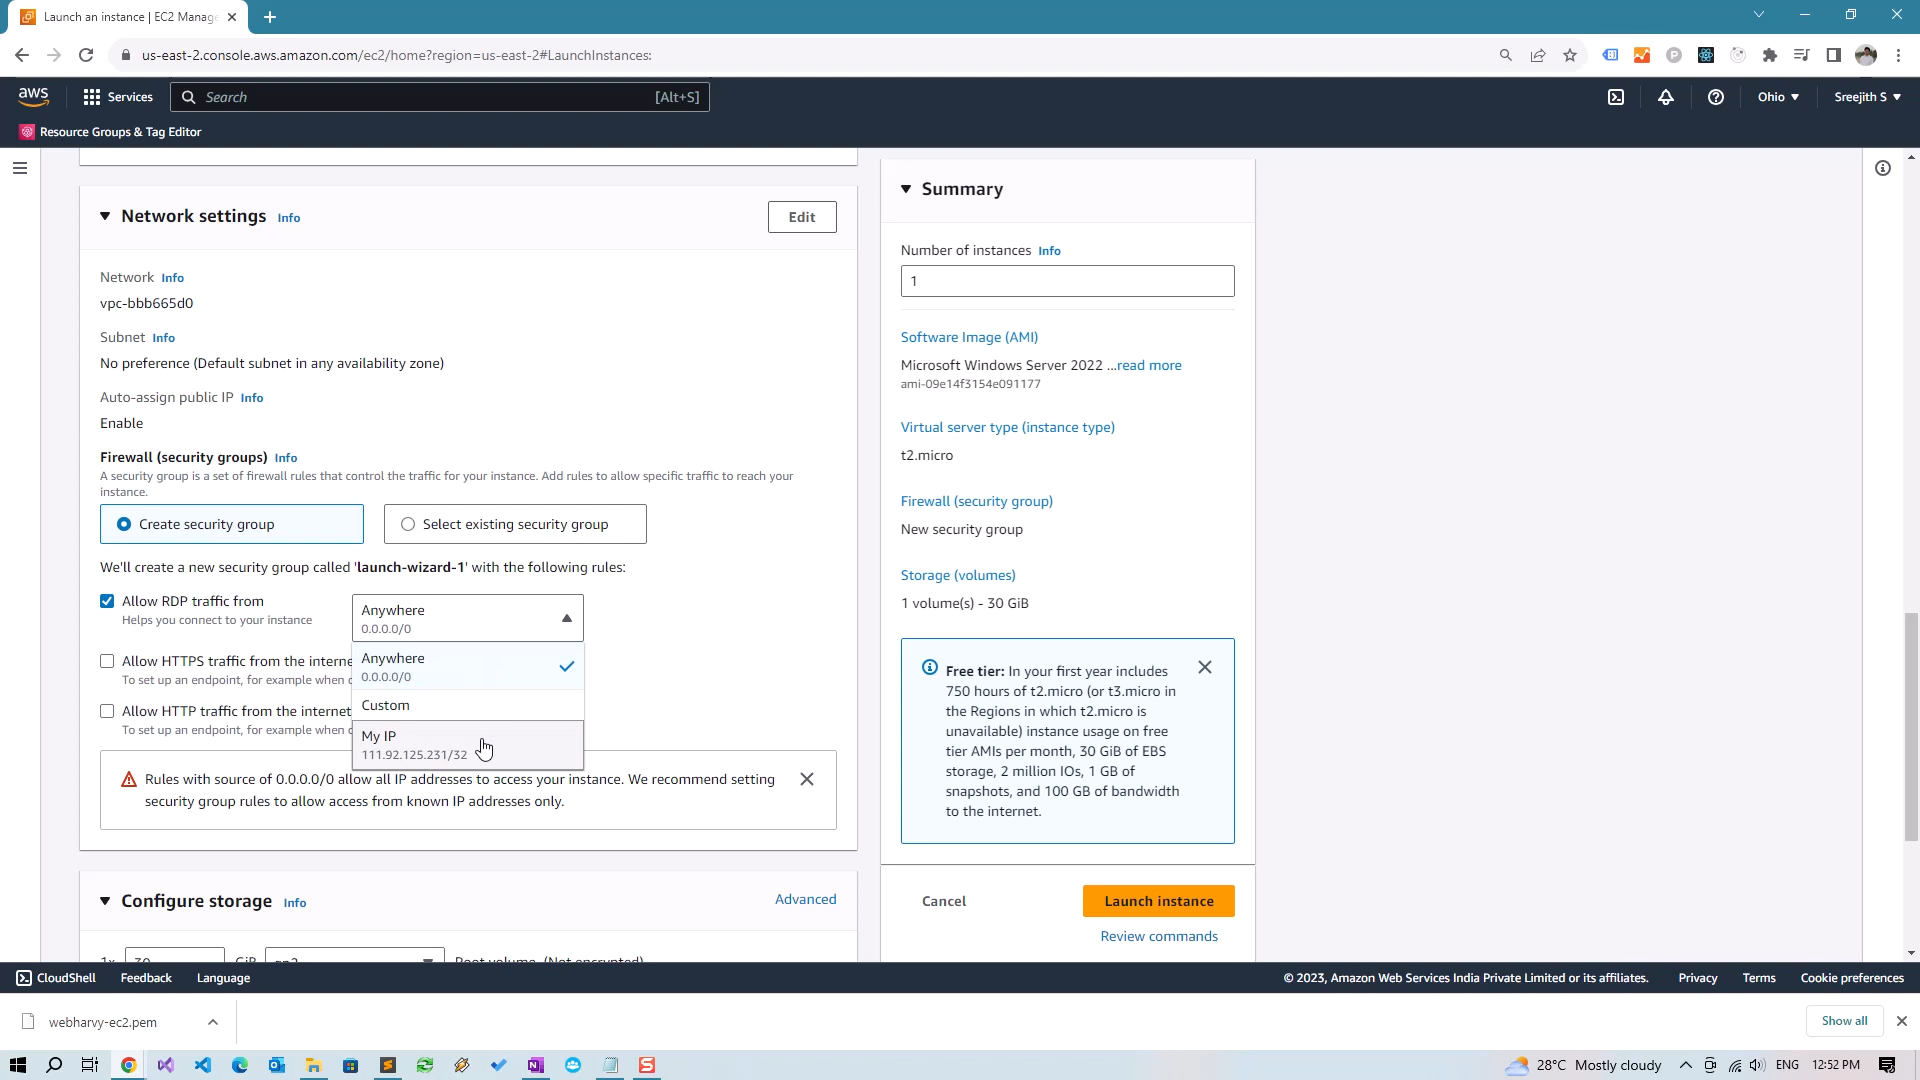 Launch an instance | EC2 Manage
us-east-2.console.aws.amazon.com/ec2/home?region=us-east-2#LaunchInstances:
aws
Services
Search
[Alt+S]
Ohio
Sreejith S
Resource Groups & Tag Editor
Network settings Info
Edit
Network Info
vpc-bbb665d0
Subnet Info
No preference (Default subnet in any availability zone)
Auto-assign public IP Info
Enable
Firewall (security groups) Info
A security group is a set of firewall rules that control the traffic for your instance. Add rules to allow specific traffic to reach your
instance.
Create security group
Select existing security group
We'll create a new security group called 'launch-wizard-1' with the following rules:
Allow RDP traffic from
Helps you connect to your instance
Anywhere
0.0.0.0/0
Anywhere
0.0.0.0/0
Custom
My IP
111.92.125.231/32
Allow HTTPS traffic from the interne
To set up an endpoint, for example when c
Allow HTTP traffic from the internet
To set up an endpoint, for example when c
Rules with source of 0.0.0.0/0 allow all IP addresses to access your instance. We recommend setting
security group rules to allow access from known IP addresses only.
Configure storage Info
Advanced
1x 30 GiB gp2 Root volume (Not encrypted)
Summary
Number of instances Info
1
Software Image (AMI)
Microsoft Windows Server 2022 ...read more
ami-09e14f3154e091177
Virtual server type (instance type)
t2.micro
Firewall (security group)
New security group
Storage (volumes)
1 volume(s) - 30 GiB
Free tier: In your first year includes
750 hours of t2.micro (or t3.micro in
the Regions in which t2.micro is
unavailable) instance usage on free
tier AMIs per month, 30 GiB of EBS
storage, 2 million IOs, 1 GB of
snapshots, and 100 GB of bandwidth
to the internet.
Cancel
Launch instance
Review commands
CloudShell
Feedback
Language
© 2023, Amazon Web Services India Private Limited or its affiliates.
Privacy
Terms
Cookie preferences
webharvy-ec2.pem
Show all
28°C Mostly cloudy
ENG
12:52 PM